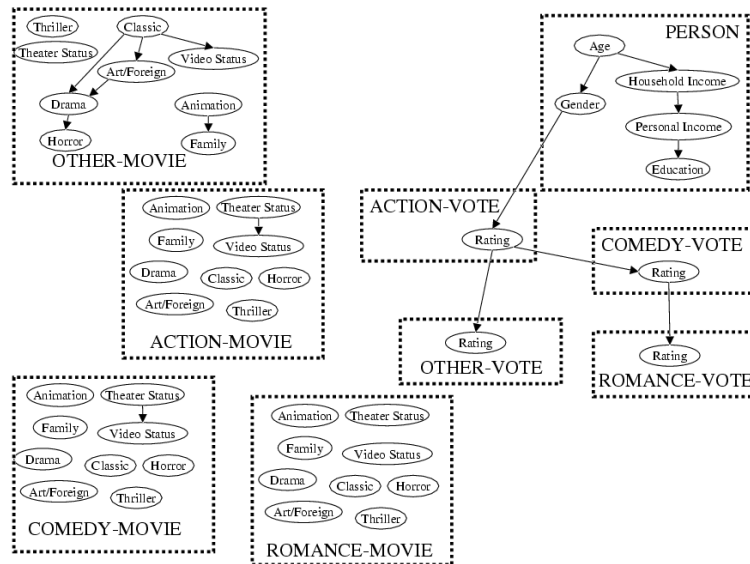 Thriller
Classic
Theater Status
Video Status
Art/Foreign
Drama
Animation
Horror
Family
OTHER-MOVIE
PERSON
Age
Household Income
Gender
Personal Income
Education
ACTION-VOTE
Rating
COMEDY-VOTE
Rating
Rating
OTHER-VOTE
Rating
ROMANCE-VOTE
Animation
Theater Status
Family
Video Status
Drama
Classic
Horror
Art/Foreign
Thriller
ACTION-MOVIE
Animation
Theater Status
Family
Video Status
Drama
Classic
Horror
Art/Foreign
Thriller
COMEDY-MOVIE
Animation
Theater Status
Family
Video Status
Drama
Classic
Horror
Art/Foreign
Thriller
ROMANCE-MOVIE